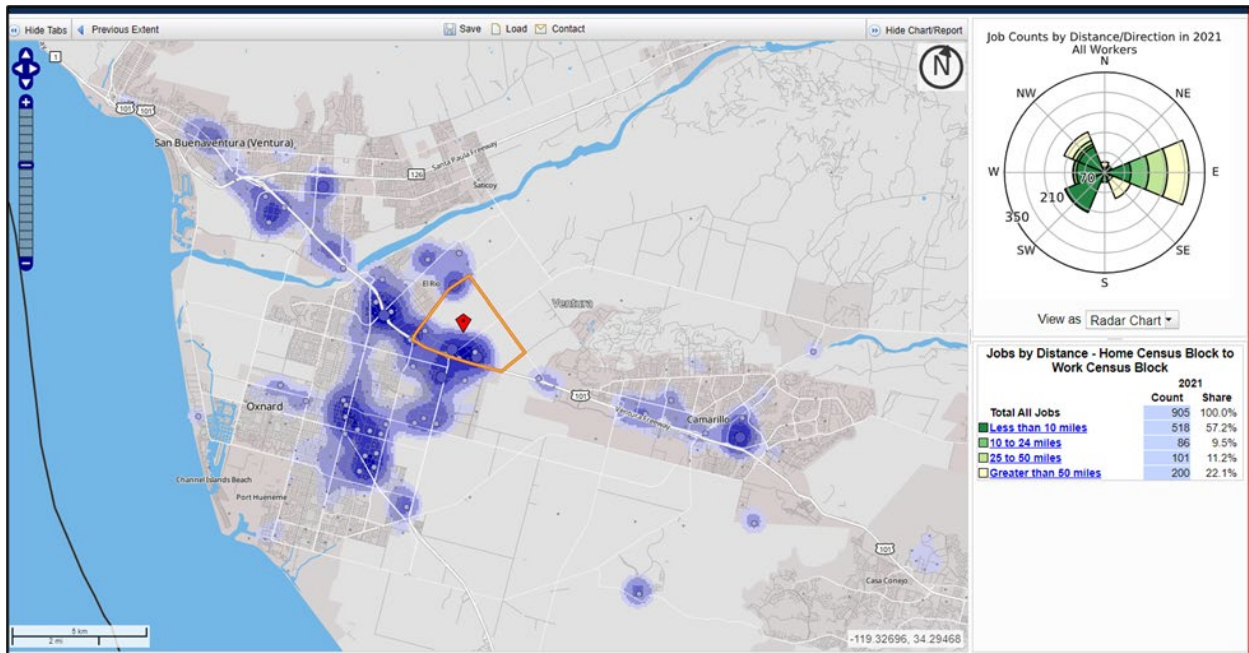 Hide Tabs
Previous Extent
Save
Load
Contact
Hide Chart/Report
N
1
101
101
San Buenaventura (Ventura)
126
Santa Paula Freeway
Saticoy
El Rio
Ventura
Oxnard
101
Ventura Freeway
Camarillo
Channel Islands Beach
Port Hueneme
101
Casa Conejo
5 km
2 mi
-119.32696, 34.29468
Job Counts by Distance/Direction in 2021
All Workers
N
NW
NE
W
E
70
210
350
SW
SE
S
View as Radar Chart
Jobs by Distance - Home Census Block to
Work Census Block
2021
Count Share
Total All Jobs 905 100.0%
Less than 10 miles 518 57.2%
10 to 24 miles 86 9.5%
25 to 50 miles 101 11.2%
Greater than 50 miles 200 22.1%